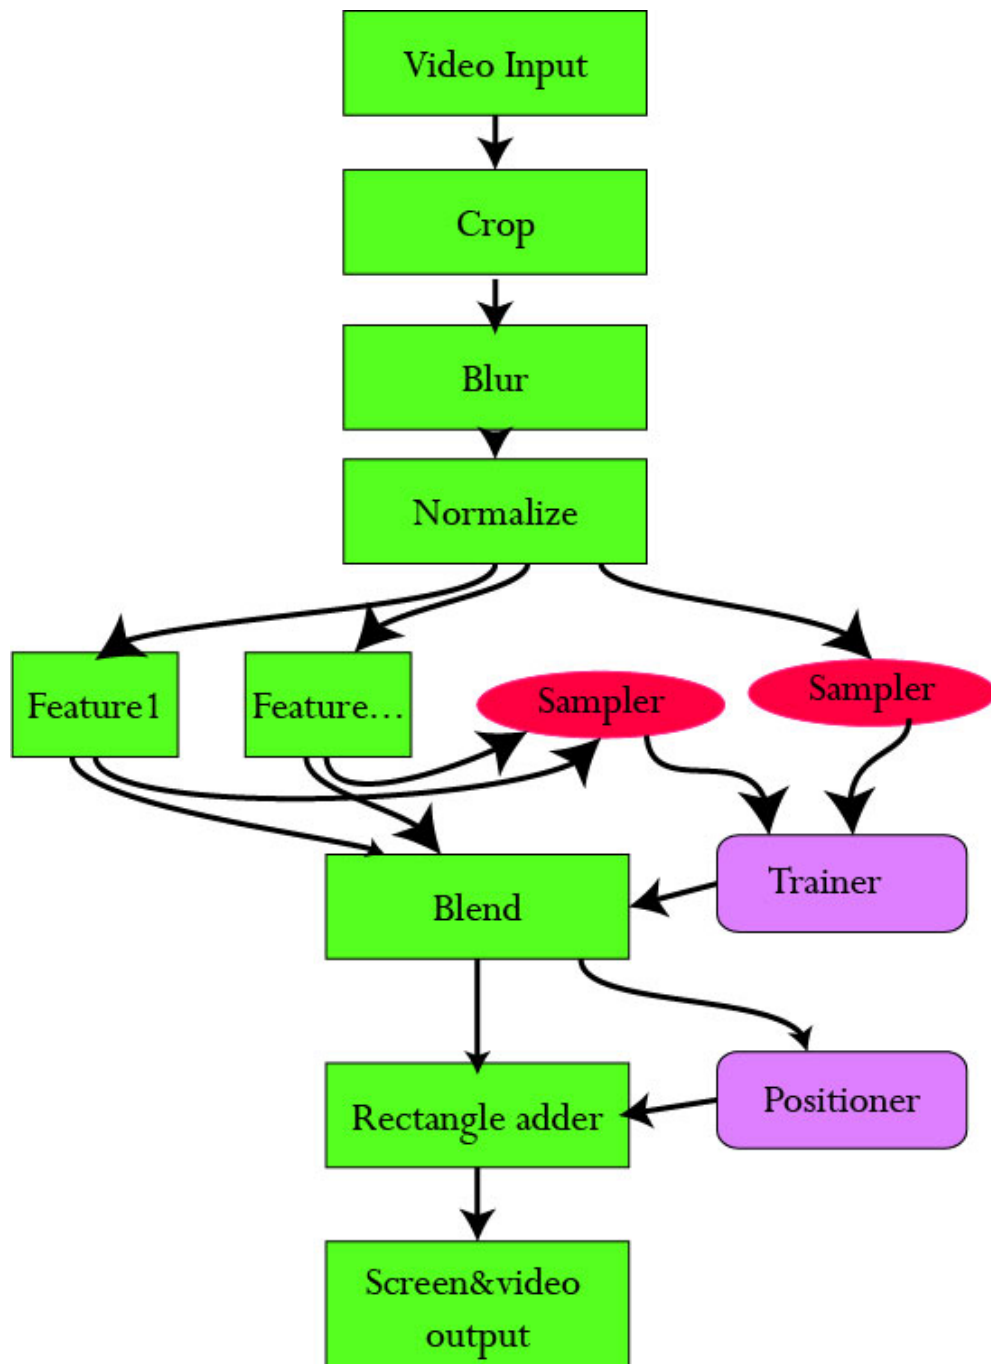 Video Input
Crop
Blur
Normalize
Feature1
Feature...
Sampler
Sampler
Trainer
Blend
Positioner
Rectangle adder
Screen&video
output